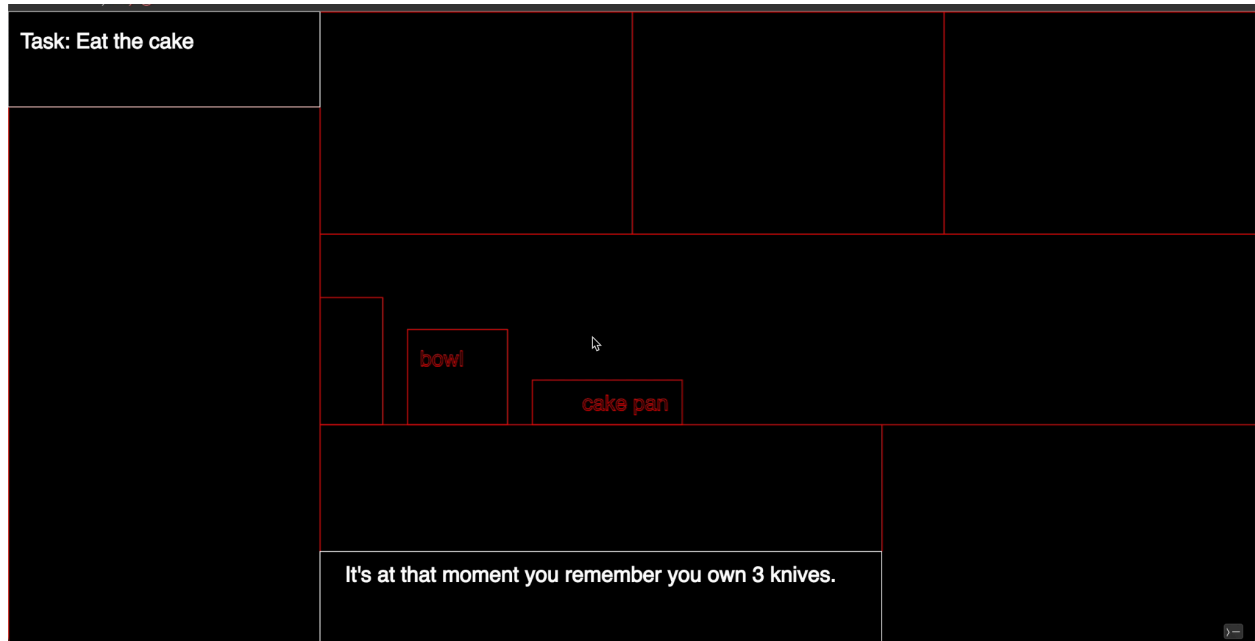 Task: Eat the cake
bowl
cake pan
It's at that moment you remember you own 3 knives.